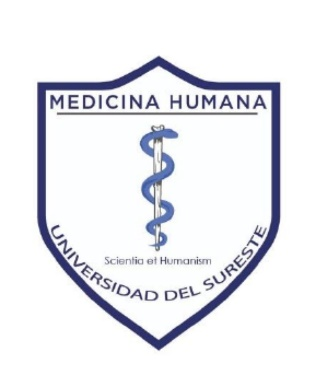 MEDICINA HUMANA
Scientia et Humanism
UNIVERSIDAD DEL SURESTE